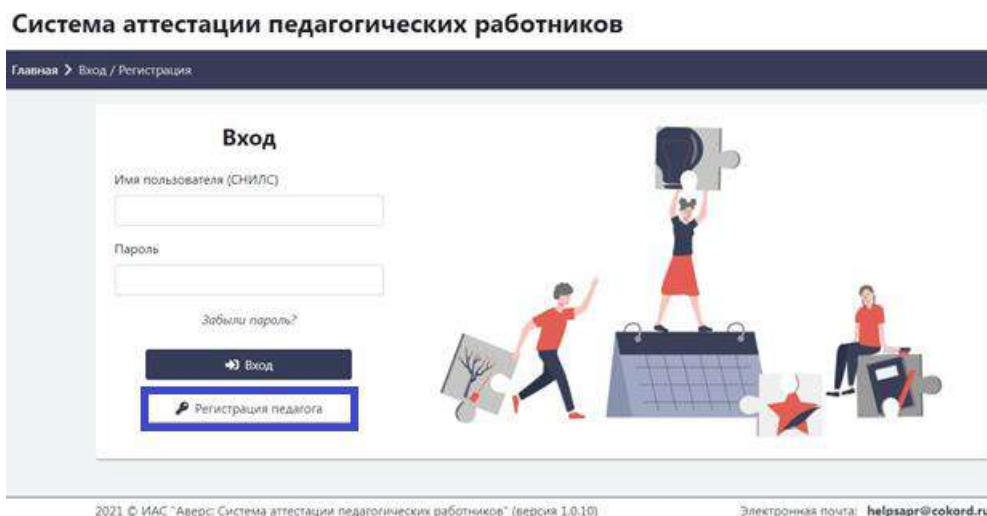 Система аттестации педагогических работников
Главная > Вход / Регистрация
Вход
Имя пользователя (СНИЛС)
Пароль
Забыли пароль?
Вход
Регистрация педагога
2021 © ИАС "Аверс: Система аттестации педагогических работников" (версия 1.0.10)
Электронная почта: helpsapr@cokord.ru